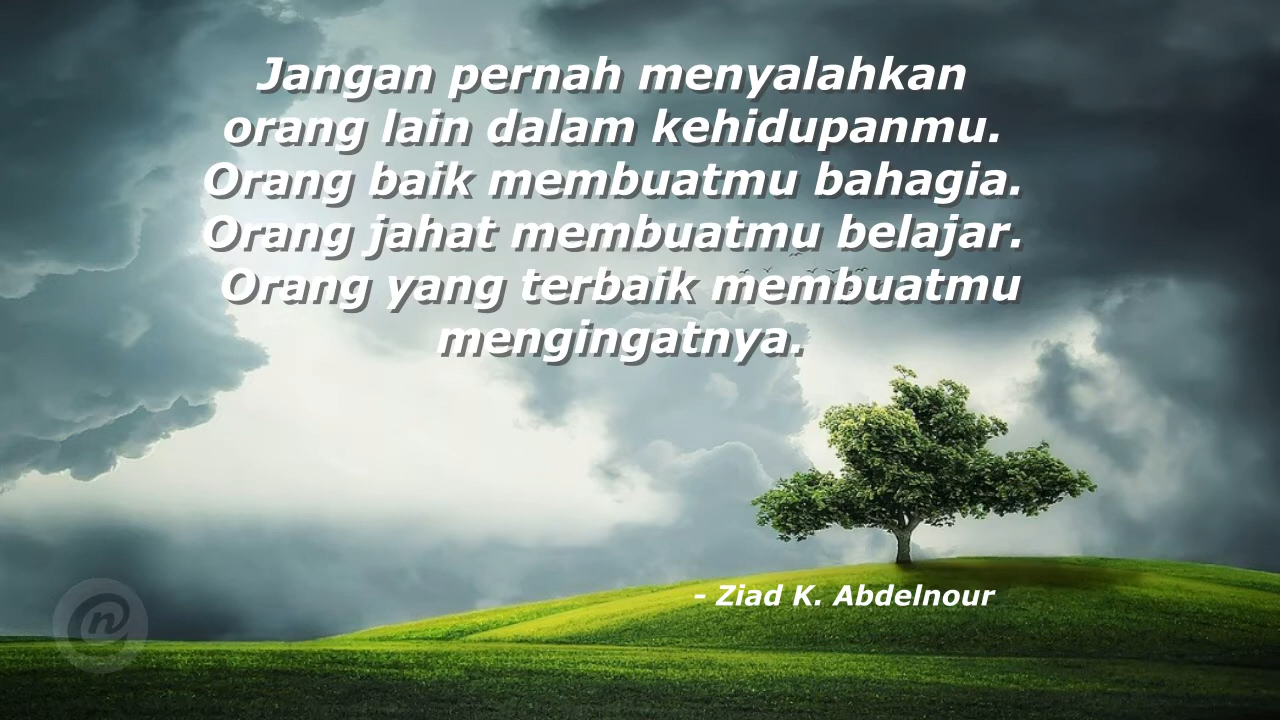 Jangan pernah menyalahkan
orang lain dalam kehidupanmu.
Orang baik membuatmu bahagia.
Orang jahat membuatmu belajar.
Orang yang terbaik membuatmu
mengingatnya.
- Ziad K. Abdelnour
n